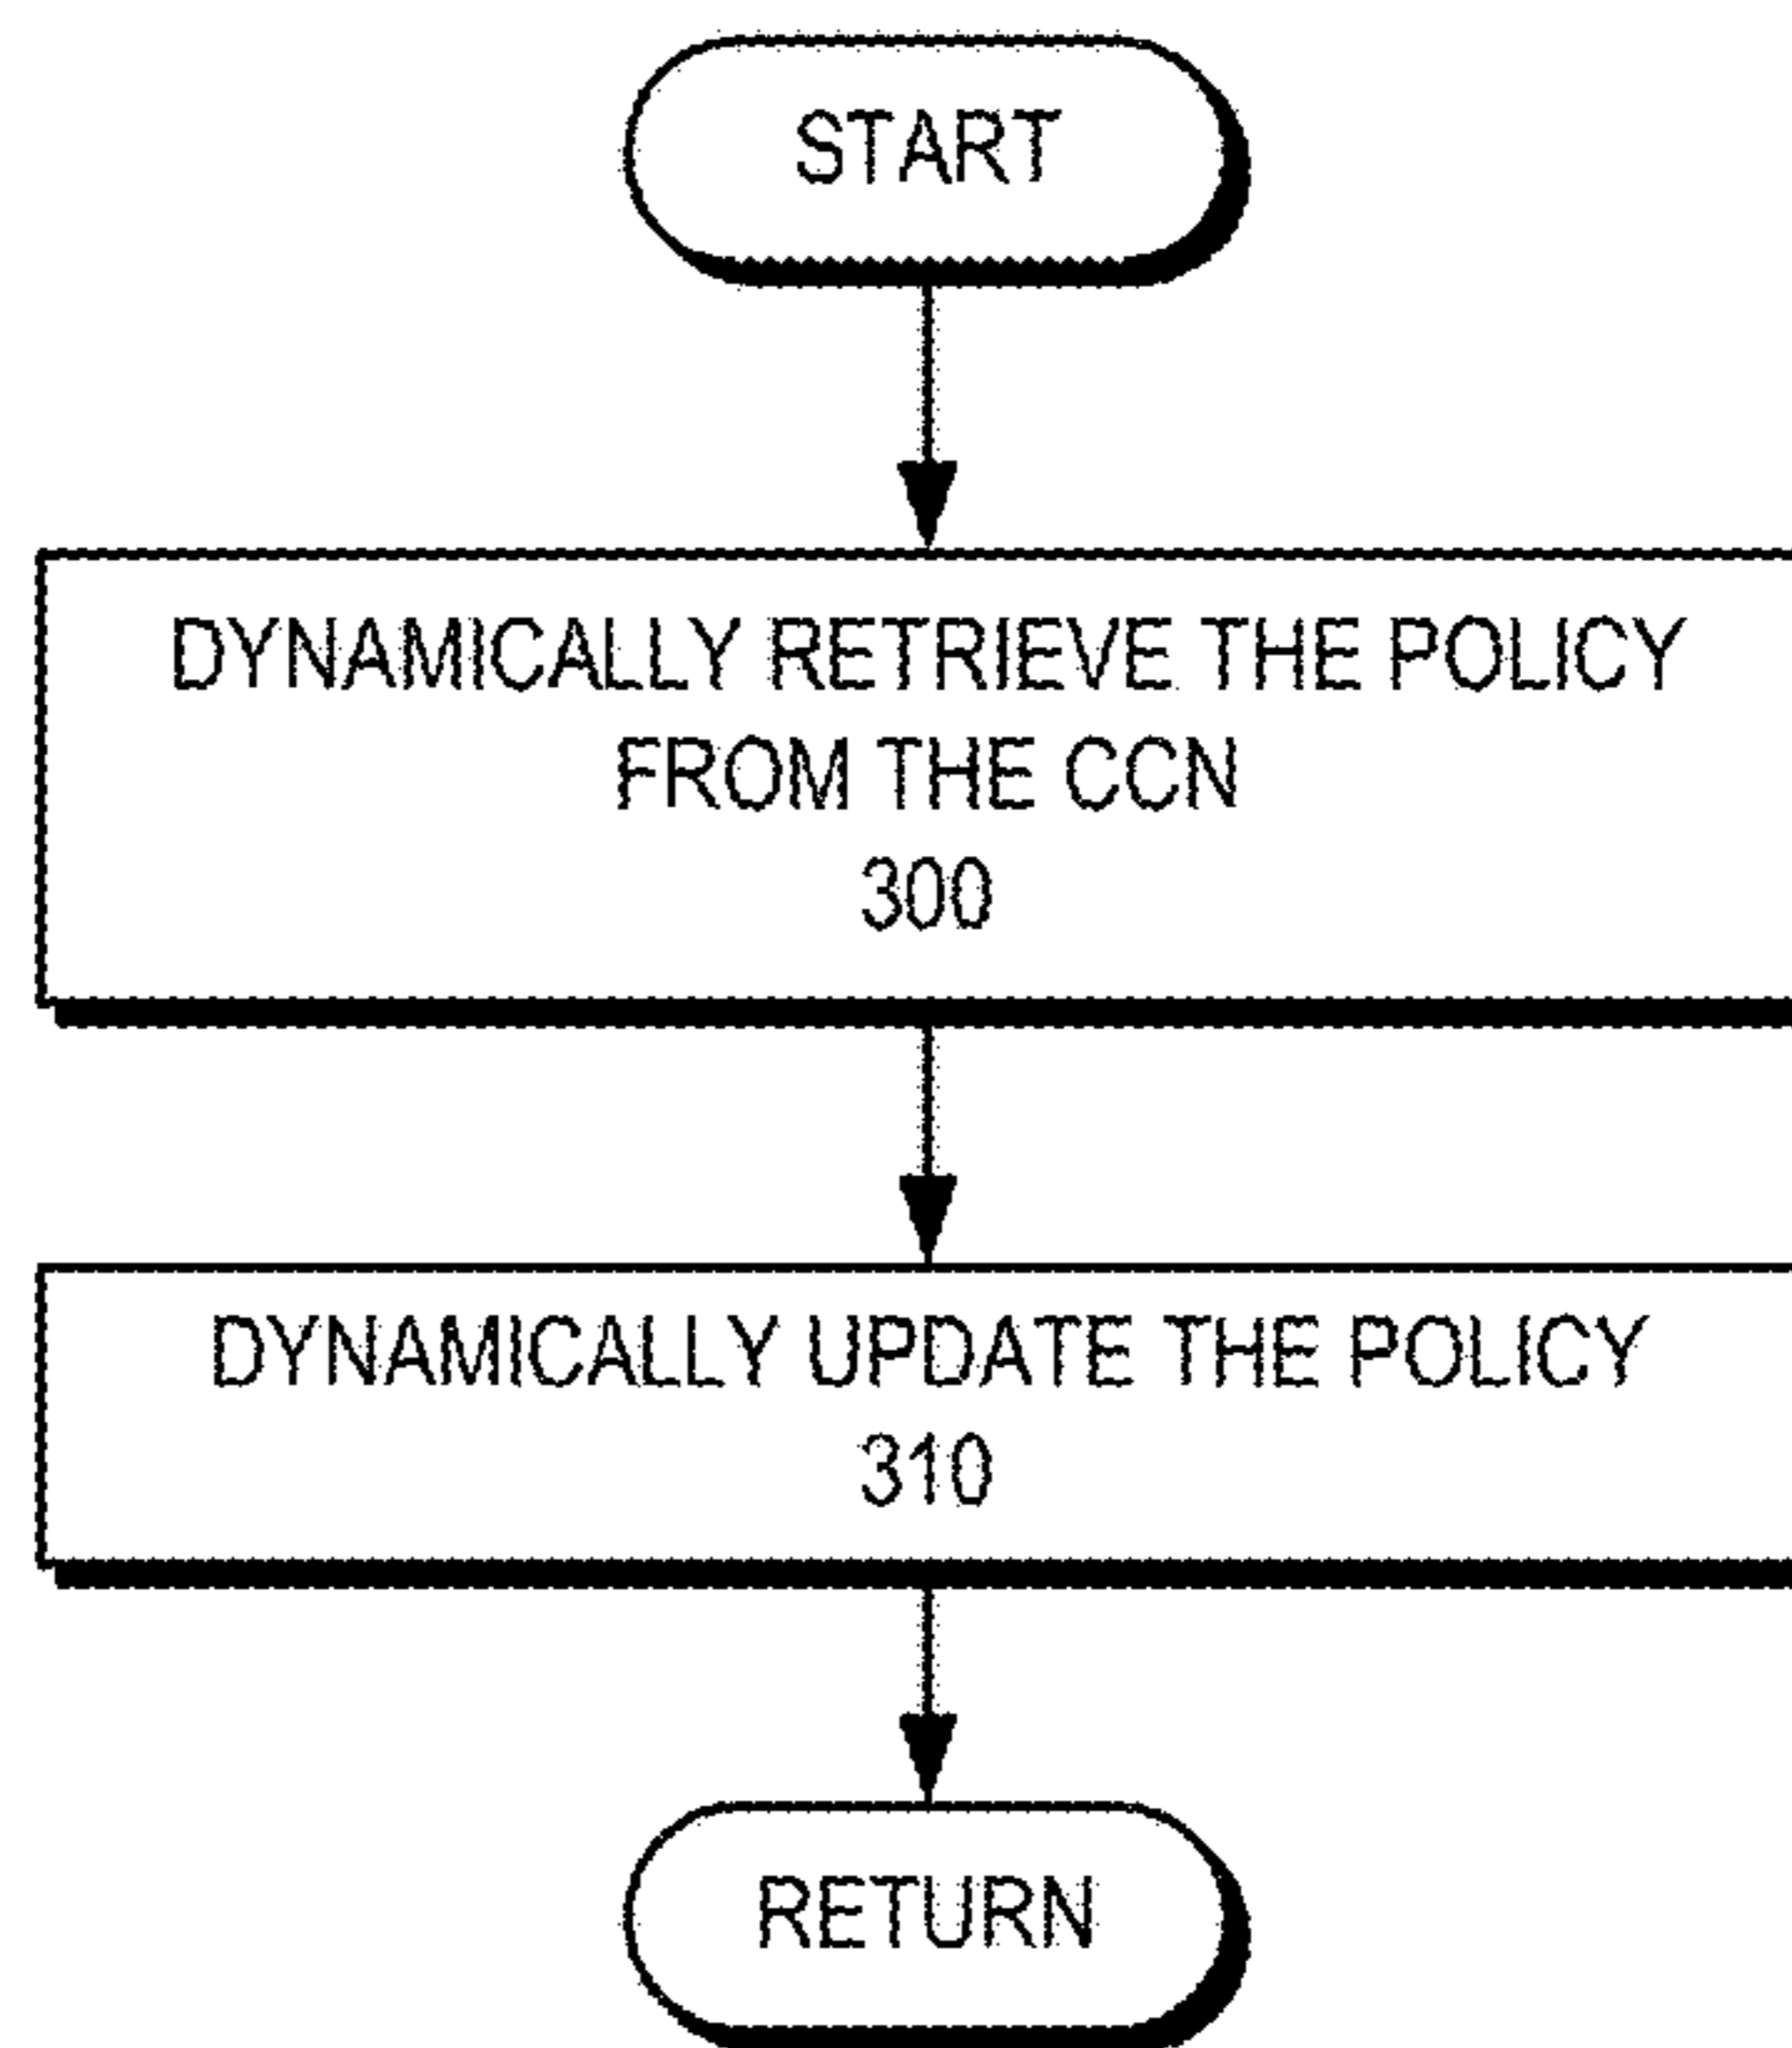 START
DYNAMICALLY RETRIEVE THE POLICY
FROM THE CCN
300
DYNAMICALLY UPDATE THE POLICY
310
RETURN